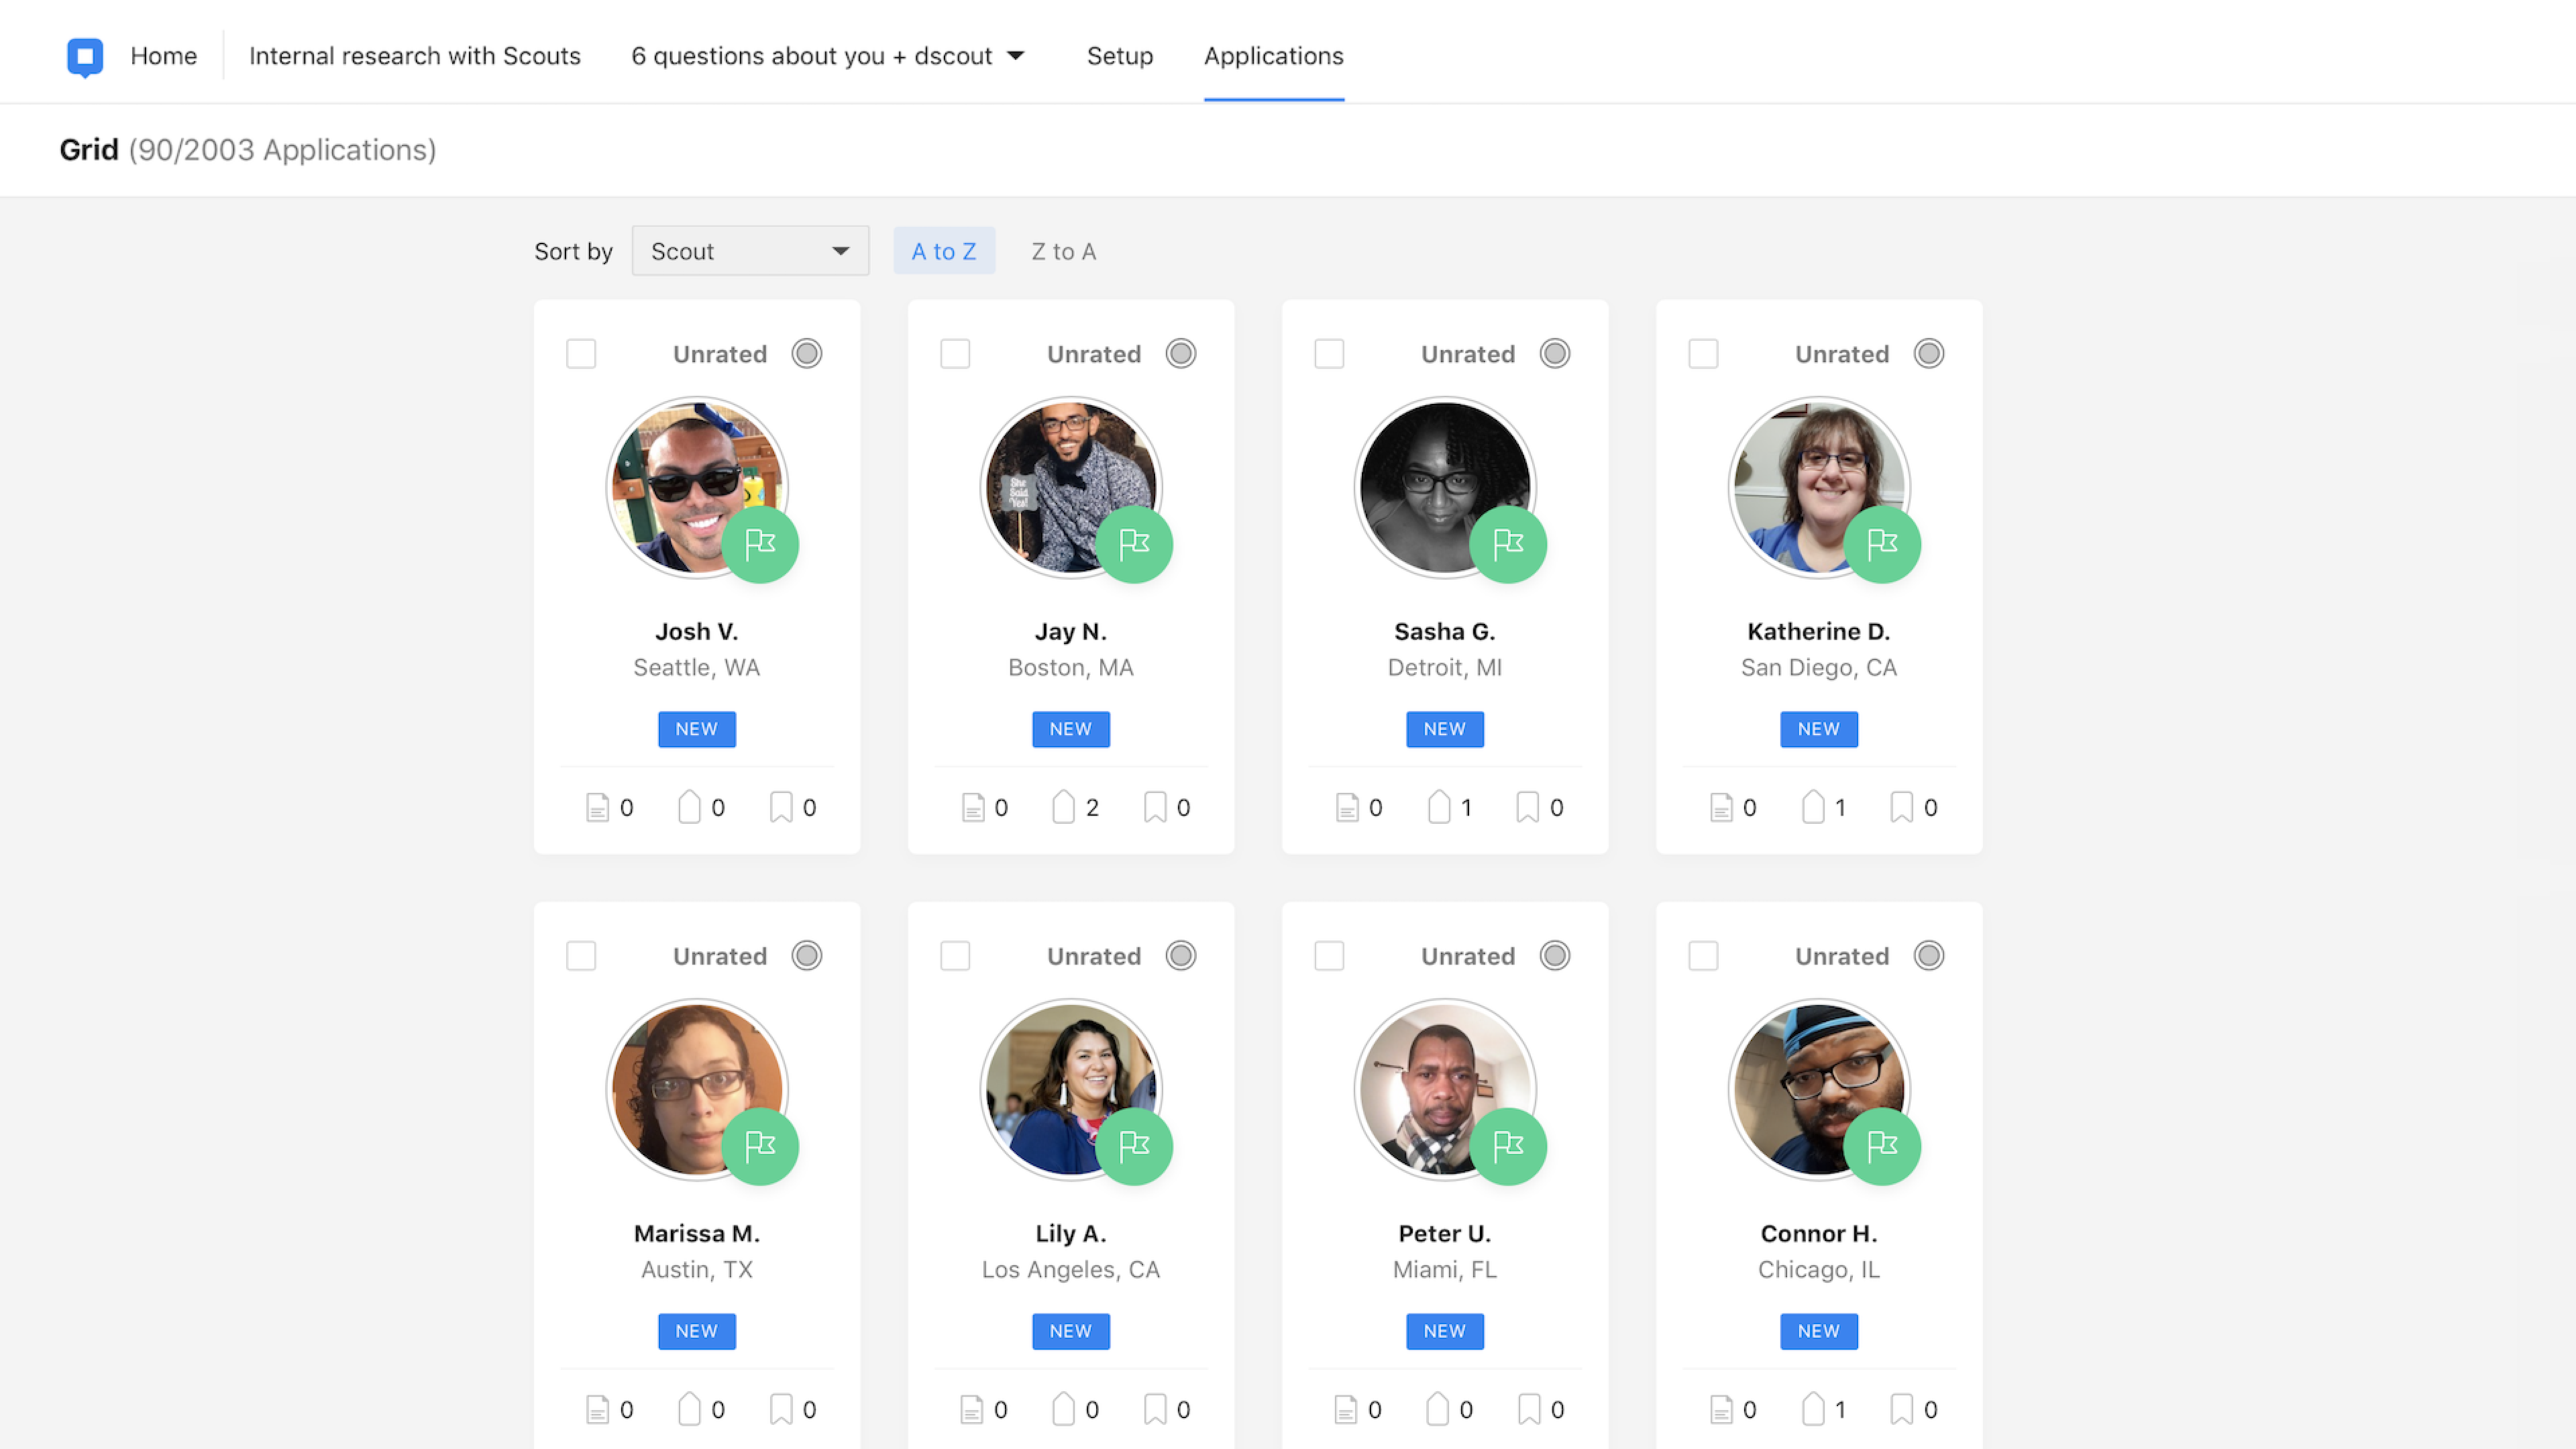 Home
Internal research with Scouts
6 questions about you + dscout
Setup
Applications
Grid (90/2003 Applications)
Sort by
Scout
A to Z
Z to A
Unrated
She
Said
Yes!
Josh V.
Seattle, WA
NEW
0 0 0
Unrated
Jay N.
Boston, MA
NEW
0 2 0
Unrated
Sasha G.
Detroit, MI
NEW
0 1 0
Unrated
Katherine D.
San Diego, CA
NEW
0 1 0
Unrated
Marissa M.
Austin, TX
NEW
0 0 0
Unrated
Lily A.
Los Angeles, CA
NEW
0 0 0
Unrated
Peter U.
Miami, FL
NEW
0 0 0
Unrated
Connor H.
Chicago, IL
NEW
0 1 0